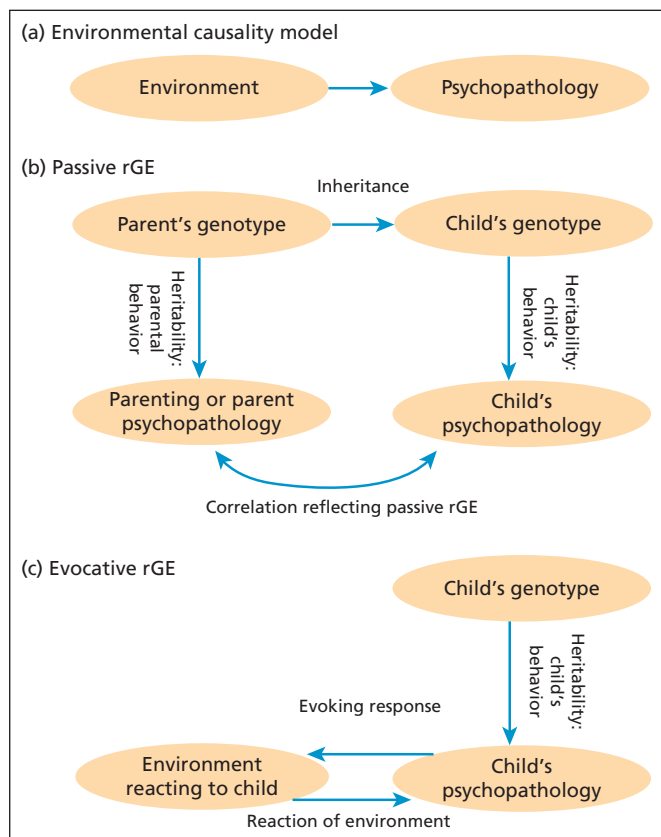 (a) Environmental causality model
Environment
Psychopathology
(b) Passive rGE
Inheritance
Parent's genotype
Child's genotype
Heritability:
parental
behavior
Heritability:
child's
behavior
Parenting or parent
psychopathology
Child's
psychopathology
Correlation reflecting passive rGE
(c) Evocative rGE
Child's genotype
Heritability:
child's
behavior
Evoking response
Environment
reacting to child
Child's
psychopathology
Reaction of environment